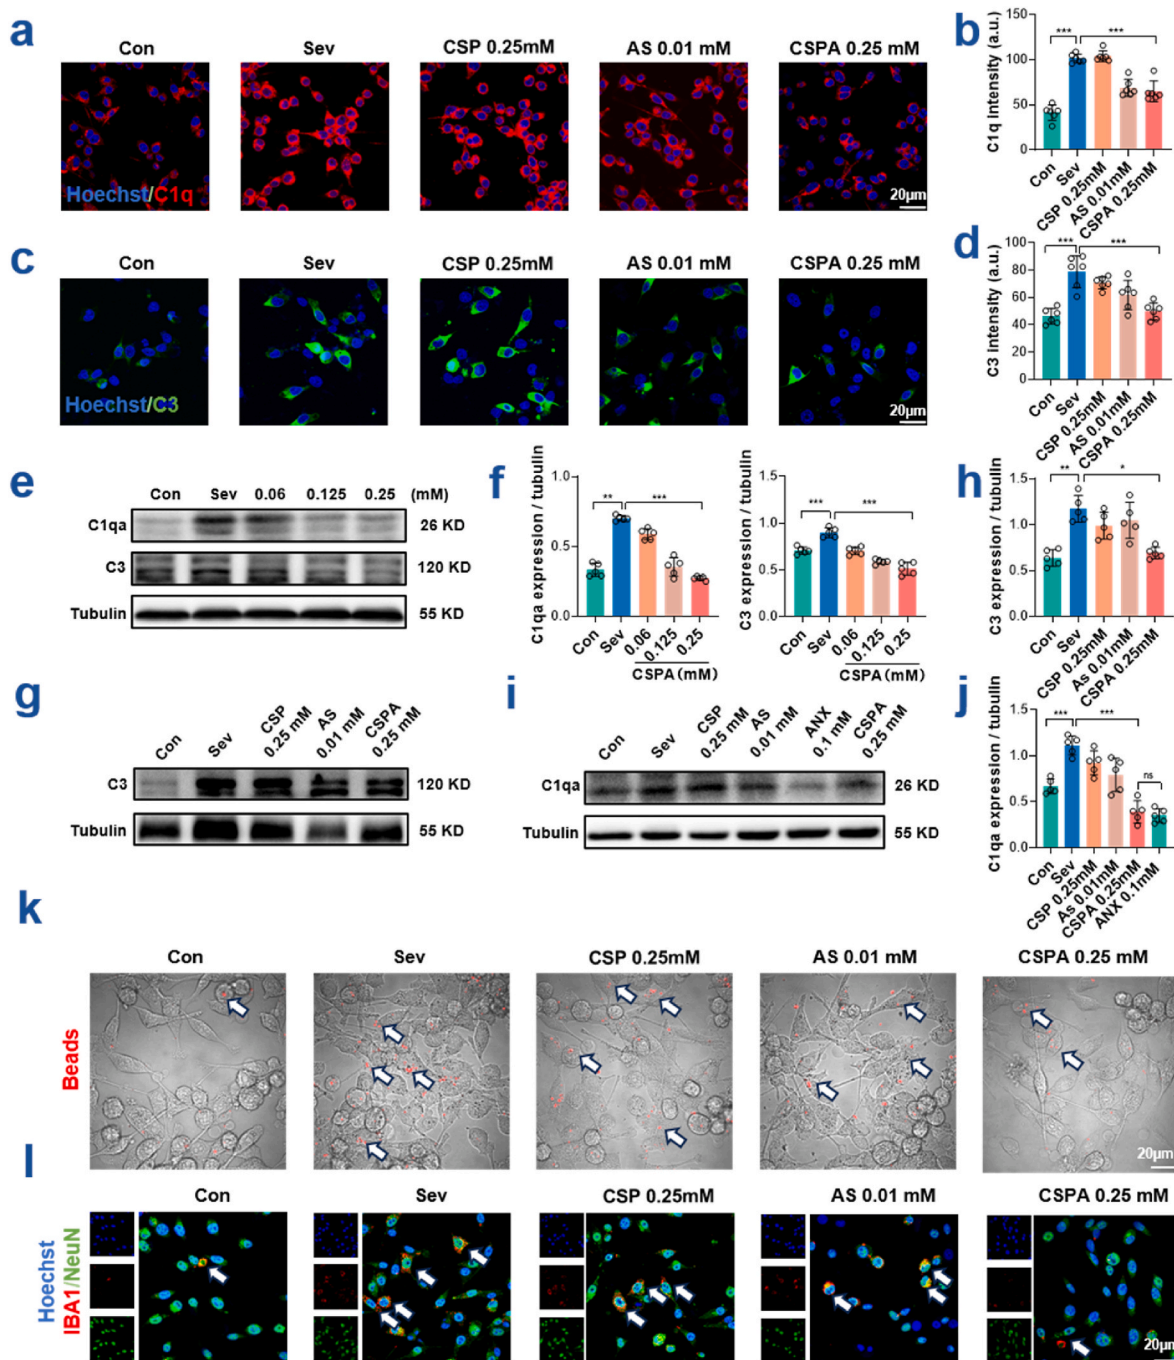 a
Con
Sev
CSP 0.25mM
AS 0.01 mM
CSPA 0.25 mM
Hoechst/C1q
20μm
b
C1q intensity (a.u.)
150
100
50
0
***
***
Con
Sev
CSP 0.25mM
AS 0.01mM
CSPA 0.25mM
c
Con
Sev
CSP 0.25mM
AS 0.01 mM
CSPA 0.25 mM
Hoechst/C3
20μm
d
C3 intensity (a.u.)
100
80
60
40
20
0
***
***
Con
Sev
CSP 0.25mM
AS 0.01mM
CSPA 0.25mM
e
Con
Sev
0.06
0.125
0.25
(mM)
C1qa
26 KD
C3
120 KD
Tubulin
55 KD
f
C1qa expression / tubulin
1.0
0.5
0.0
**
***
Con
Sev
0.06
0.125
0.25
CSPA(mM)
C3 expression / tubulin
1.5
1.0
0.5
0.0
***
***
Con
Sev
0.06
0.125
0.25
CSPA(mM)
h
C3 expression / tubulin
1.5
1.0
0.5
0.0
**
*
Con
Sev
CSP 0.25mM
As 0.01mM
CSPA 0.25mM
g
Con
Sev
CSP
0.25 mM
AS
0.01 mM
CSPA
0.25 mM
C3
120 KD
Tubulin
55 KD
i
Con
Sev
CSP
0.25 mM
AS
0.01 mM
ANX
0.1 mM
CSPA
0.25 mM
C1qa
26 KD
Tubulin
55 KD
j
C1qa expression / tubulin
1.5
1.0
0.5
0.0
***
***
ns
Con
Sev
CSP 0.25mM
As 0.01mM
CSPA 0.25mM
ANX 0.1mM
k
Con
Sev
CSP 0.25mM
AS 0.01 mM
CSPA 0.25 mM
Beads
20μm
l
Con
Sev
CSP 0.25mM
AS 0.01 mM
CSPA 0.25 mM
Hoechst
IBA1/NeuN
20μm